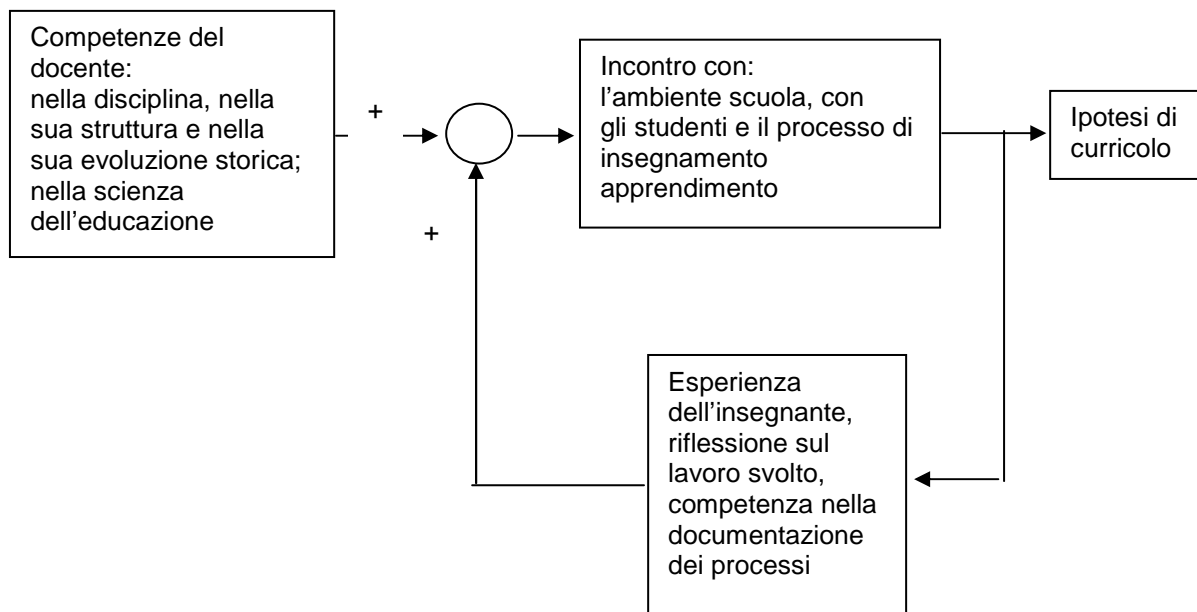 Competenze del
docente:
nella disciplina, nella
sua struttura e nella
sua evoluzione storica;
nella scienza
dell’educazione
+
+
Incontro con:
l’ambiente scuola, con
gli studenti e il processo di
insegnamento
apprendimento
Ipotesi di
curricolo
Esperienza
dell’insegnante,
riflessione sul
lavoro svolto,
competenza nella
documentazione
dei processi